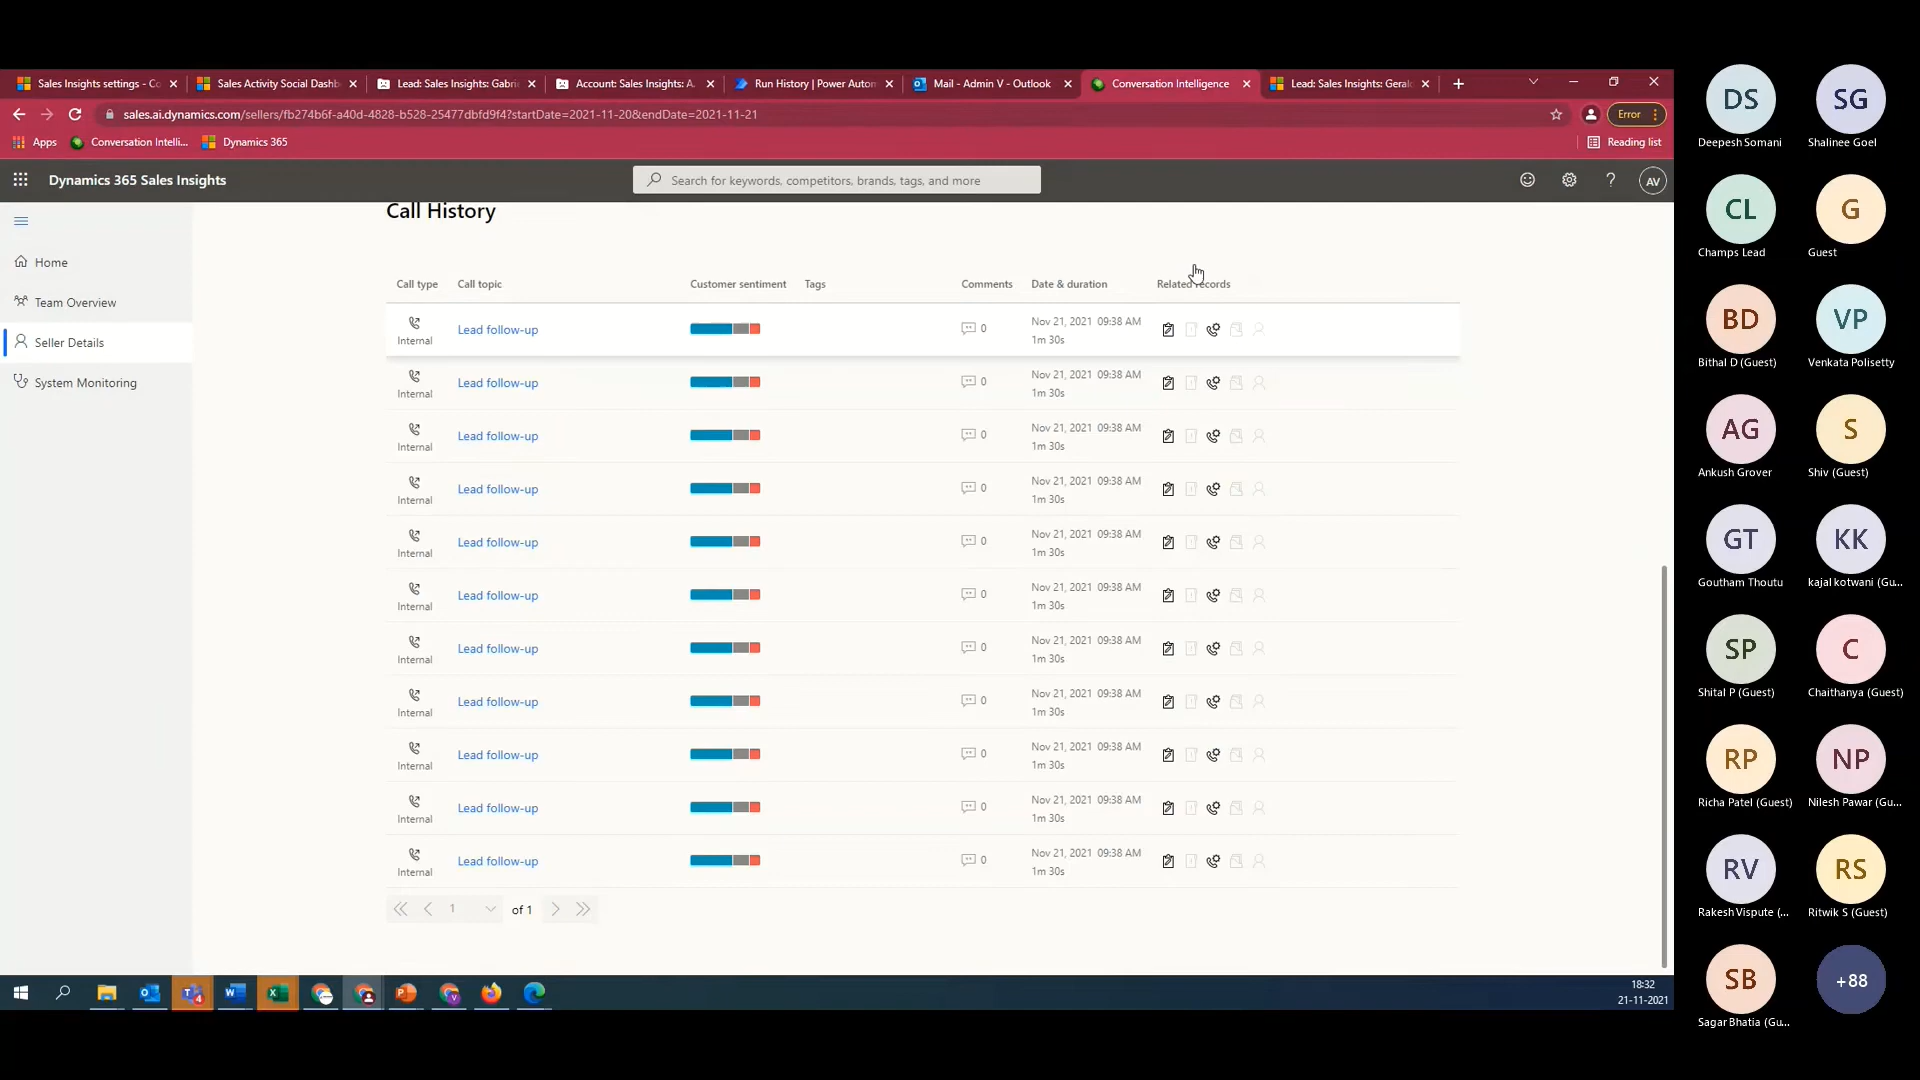 Sales Insights settings - Co
Sales Activity Social Dashb
Lead: Sales Insights: Gabrie
Account: Sales Insights: A.
Run History | Power Autom
Mail - Admin V - Outlook
Conversation Intelligence
Lead: Sales Insights: Geral
sales.ai.dynamics.com/sellers/fb274b6f-a40d-4828-b528-25477dbfd9f4?startDate=2021-11-20&endDate=2021-11-21
Error
Apps
Conversation Intelli...
Dynamics 365
Reading list
Dynamics 365 Sales Insights
Search for keywords, competitors, brands, tags, and more
AV
Home
Team Overview
Seller Details
System Monitoring
Call History
Call type Call topic Customer sentiment Tags Comments Date & duration Related records
Lead follow-up 0 Nov 21, 2021 09:38 AM
Internal 1m 30s
Lead follow-up 0 Nov 21, 2021 09:38 AM
Internal 1m 30s
Lead follow-up 0 Nov 21, 2021 09:38 AM
Internal 1m 30s
Lead follow-up 0 Nov 21, 2021 09:38 AM
Internal 1m 30s
Lead follow-up 0 Nov 21, 2021 09:38 AM
Internal 1m 30s
Lead follow-up 0 Nov 21, 2021 09:38 AM
Internal 1m 30s
Lead follow-up 0 Nov 21, 2021 09:38 AM
Internal 1m 30s
Lead follow-up 0 Nov 21, 2021 09:38 AM
Internal 1m 30s
Lead follow-up 0 Nov 21, 2021 09:38 AM
Internal 1m 30s
Lead follow-up 0 Nov 21, 2021 09:38 AM
Internal 1m 30s
Lead follow-up 0 Nov 21, 2021 09:38 AM
Internal 1m 30s
1 of 1
4
18:32
21-11-2021
DS SG
Deepesh Somani Shalinee Goel
CL G
Champs Lead Guest
BD VP
Bithal D (Guest) Venkata Polisetty
AG S
Ankush Grover Shiv (Guest)
GT KK
Goutham Thoutu kajal kotwani (Gu...
SP C
Shital P (Guest) Chaithanya (Guest)
RP NP
Richa Patel (Guest) Nilesh Pawar (Gu...
RV RS
Rakesh Vispute (... Ritwik S (Guest)
SB +88
Sagar Bhatia (Gu...